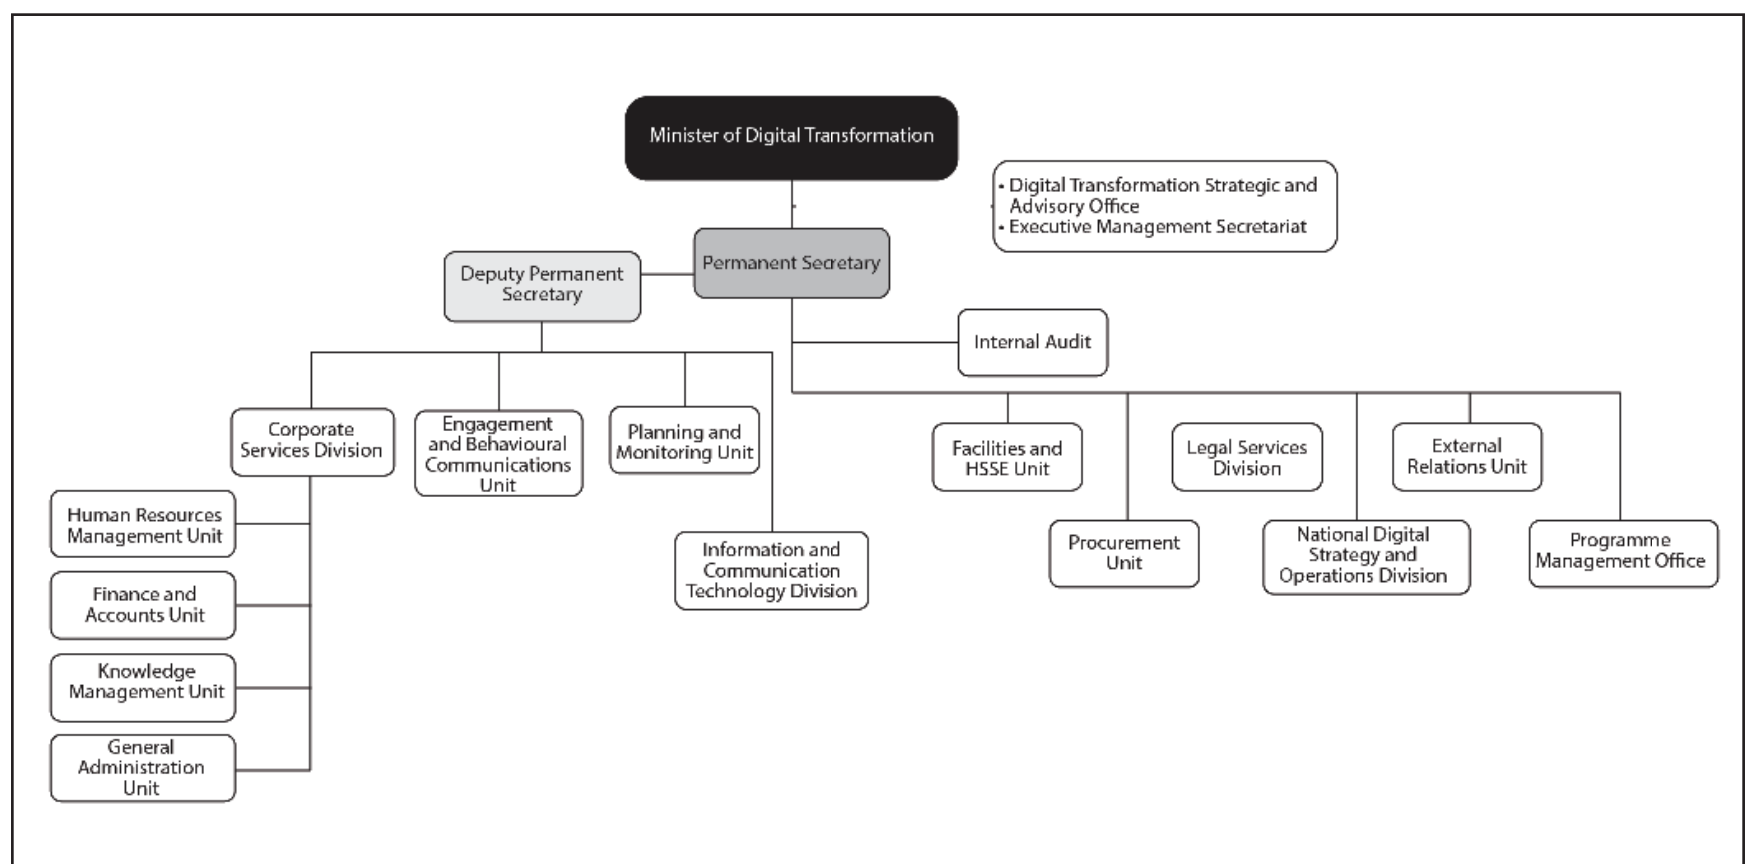 Minister of Digital Transformation
• Digital Transformation Strategic and
Advisory Office
• Executive Management Secretariat
Permanent Secretary
Deputy Permanent
Secretary
Internal Audit
Corporate
Services Division
Engagement
and Behavioural
Communications
Unit
Planning and
Monitoring Unit
Information and
Communication
Technology Division
Facilities and
HSSE Unit
Procurement
Unit
Legal Services
Division
National Digital
Strategy and
Operations Division
External
Relations Unit
Programme
Management Office
Human Resources
Management Unit
Finance and
Accounts Unit
Knowledge
Management Unit
General
Administration
Unit